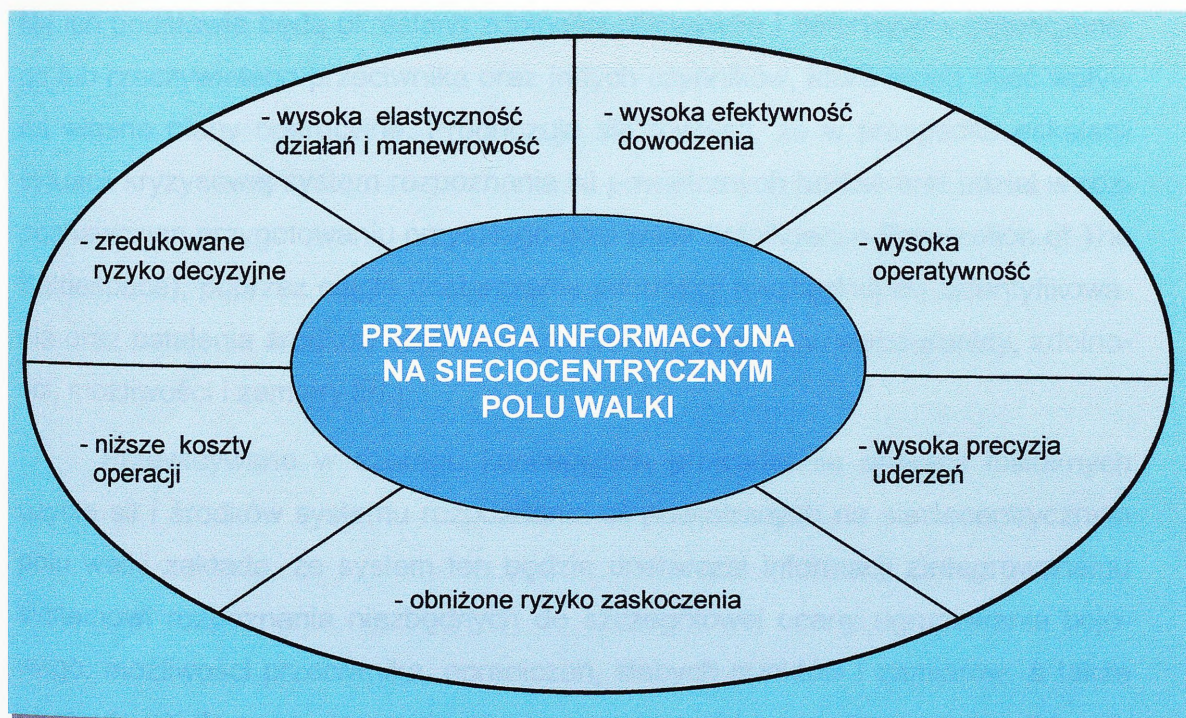 - wysoka elastyczność
działań i manewrowość
- wysoka efektywność
dowodzenia
- zredukowane
ryzyko decyzyjne
- wysoka
operatywność
PRZEWAGA INFORMACYJNA
NA SIECIOCENTRYCZNYM
POLU WALKI
- niższe koszty
operacji
- wysoka precyzja
uderzeń
- obniżone ryzyko zaskoczenia